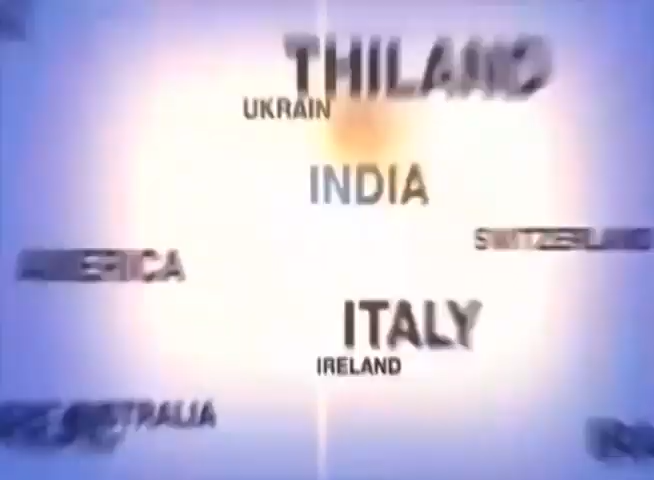 THILAND
UKRAIN
INDIA
SWITZERLAND
AMERICA
ITALY
IRELAND
AUSTRALIA